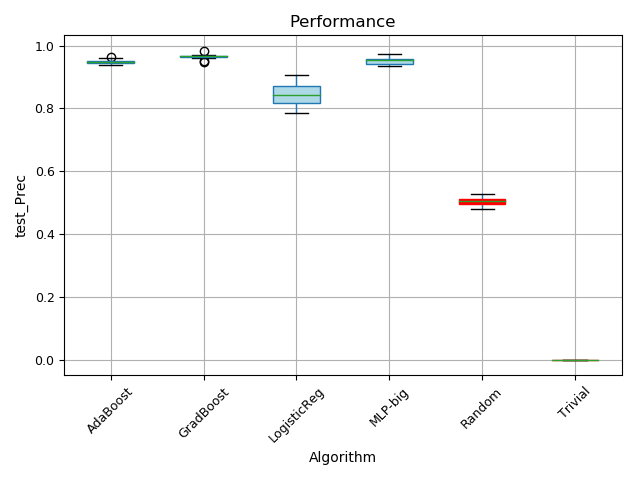 Performance
test_Prec
1.0
0.8
0.6
0.4
0.2
0.0
AdaBoost
GradBoost
LogisticReg
MLP-big
Random
Trivial
Algorithm